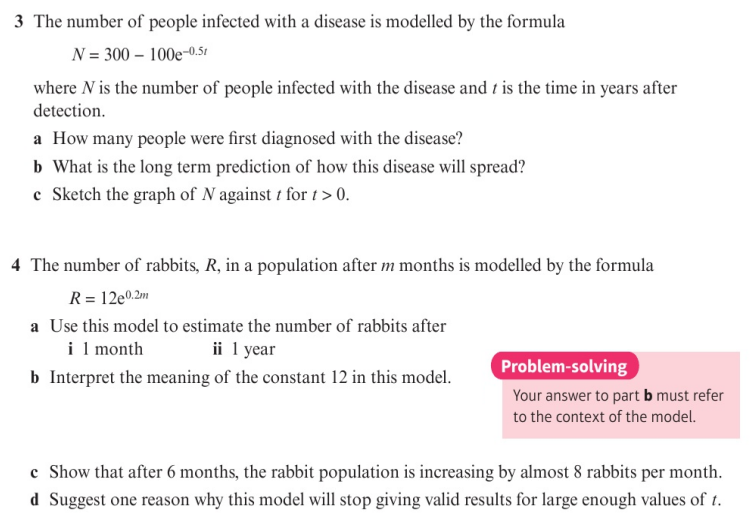 3 The number of people infected with a disease is modelled by the formula
N = 300 − 100e^−0.5t
where N is the number of people infected with the disease and t is the time in years after
detection.
a How many people were first diagnosed with the disease?
b What is the long term prediction of how this disease will spread?
c Sketch the graph of N against t for t > 0.
4 The number of rabbits, R, in a population after m months is modelled by the formula
R = 12e^0.2m
a Use this model to estimate the number of rabbits after
i 1 month ii 1 year
b Interpret the meaning of the constant 12 in this model.
Problem-solving
Your answer to part b must refer
to the context of the model.
c Show that after 6 months, the rabbit population is increasing by almost 8 rabbits per month.
d Suggest one reason why this model will stop giving valid results for large enough values of t.